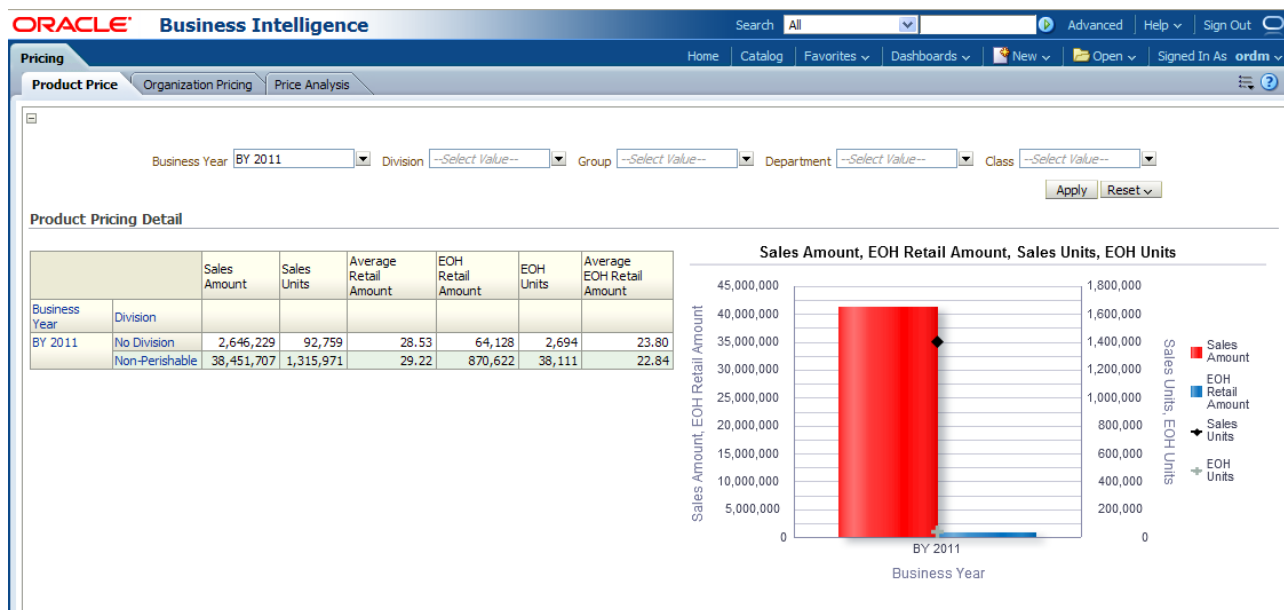 ORACLE Business Intelligence
Search All Advanced Help Sign Out
Pricing
Home Catalog Favorites Dashboards New Open Signed In As ordm
Product Price Organization Pricing Price Analysis
Business Year BY 2011 Division --Select Value-- Group --Select Value-- Department --Select Value-- Class --Select Value--
Apply Reset
Product Pricing Detail
Sales Amount Sales Units Average Retail Amount EOH Retail Amount EOH Units Average EOH Retail Amount
Business Year Division
BY 2011 No Division 2,646,229 92,759 28.53 64,128 2,694 23.80
Non-Perishable 38,451,707 1,315,971 29.22 870,622 38,111 22.84
Sales Amount, EOH Retail Amount, Sales Units, EOH Units
Sales Amount, EOH Retail Amount
45,000,000
40,000,000
35,000,000
30,000,000
25,000,000
20,000,000
15,000,000
10,000,000
5,000,000
0
1,800,000
1,600,000
1,400,000
1,200,000
1,000,000
800,000
600,000
400,000
200,000
0
Sales Units, EOH Units
BY 2011
Business Year
Sales
Amount
EOH
Retail
Amount
Sales
Units
EOH
Units